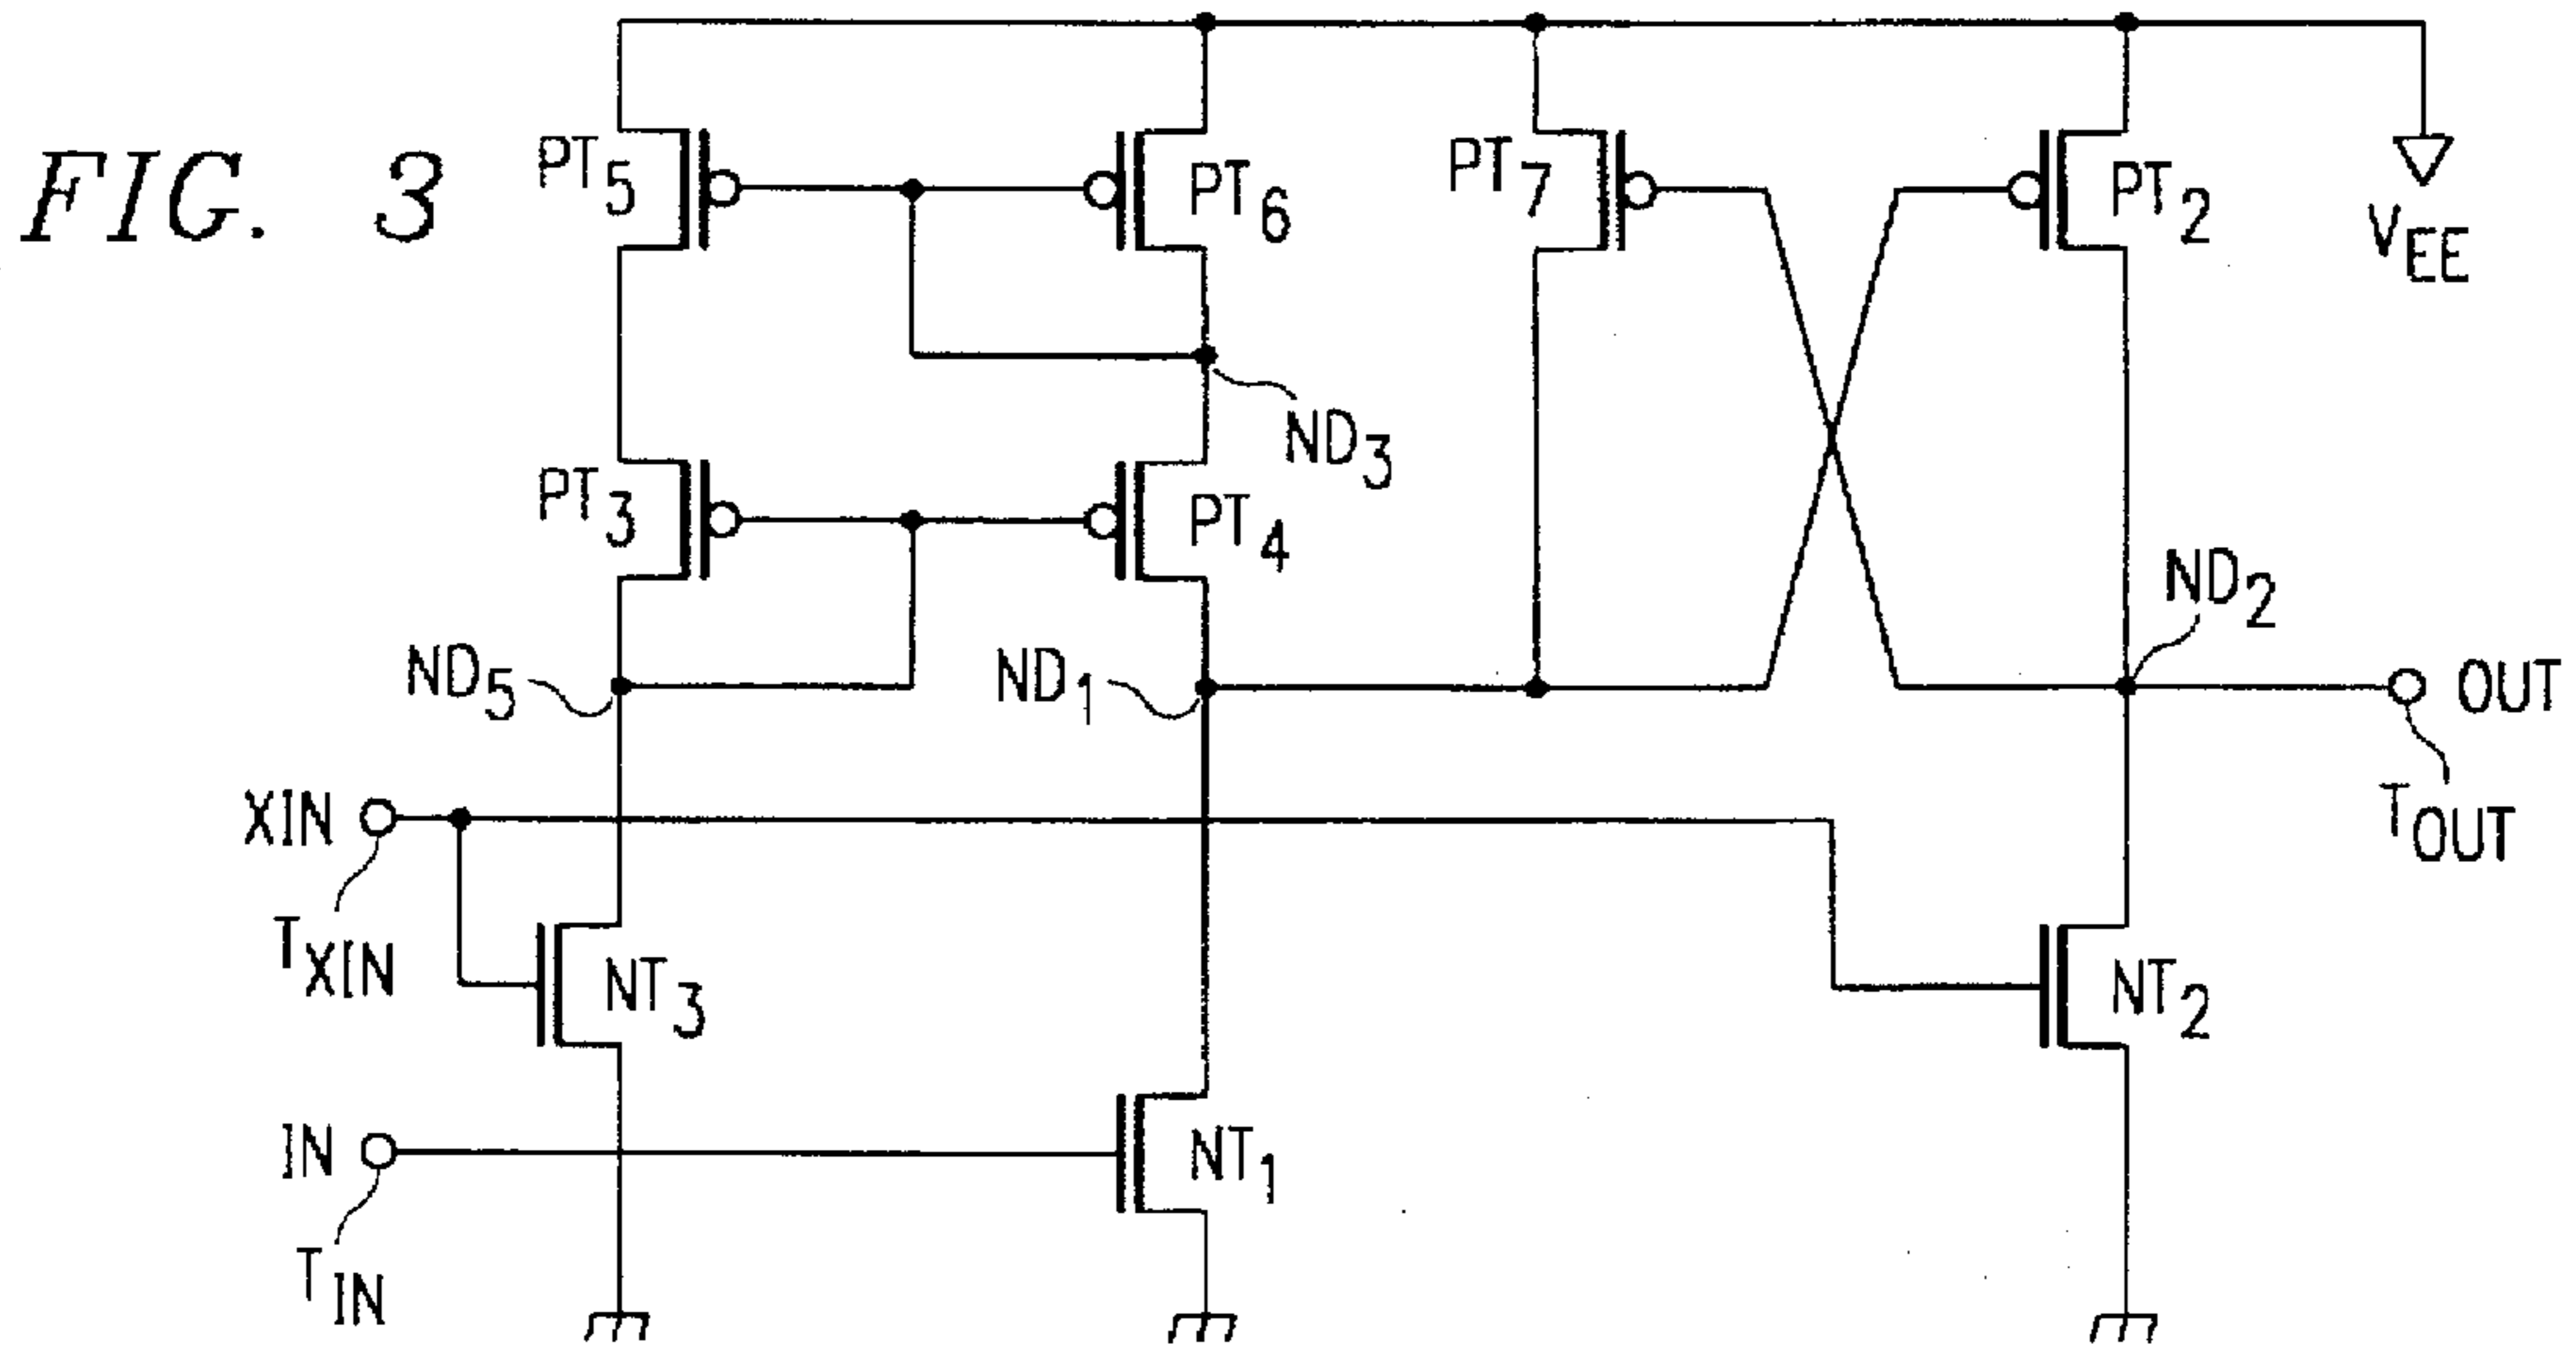 FIG. 3
PT5
PT6
PT7
PT2
VEE
ND3
PT3
PT4
ND2
ND5
ND1
OUT
TOUT
XIN
TXIN
NT3
NT2
IN
NT1
TIN